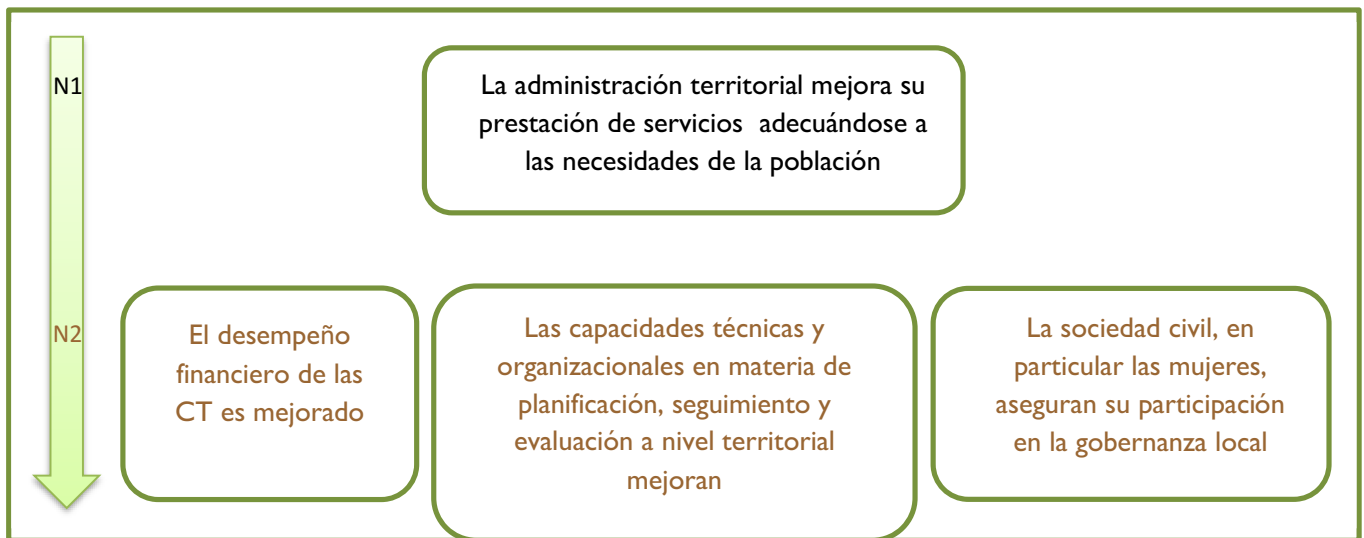 N1
La administración territorial mejora su
prestación de servicios adecuándose a
las necesidades de la población
N2
El desempeño
financiero de las
CT es mejorado
Las capacidades técnicas y
organizacionales en materia de
planificación, seguimiento y
evaluación a nivel territorial
mejoran
La sociedad civil, en
particular las mujeres,
aseguran su participación
en la gobernanza local